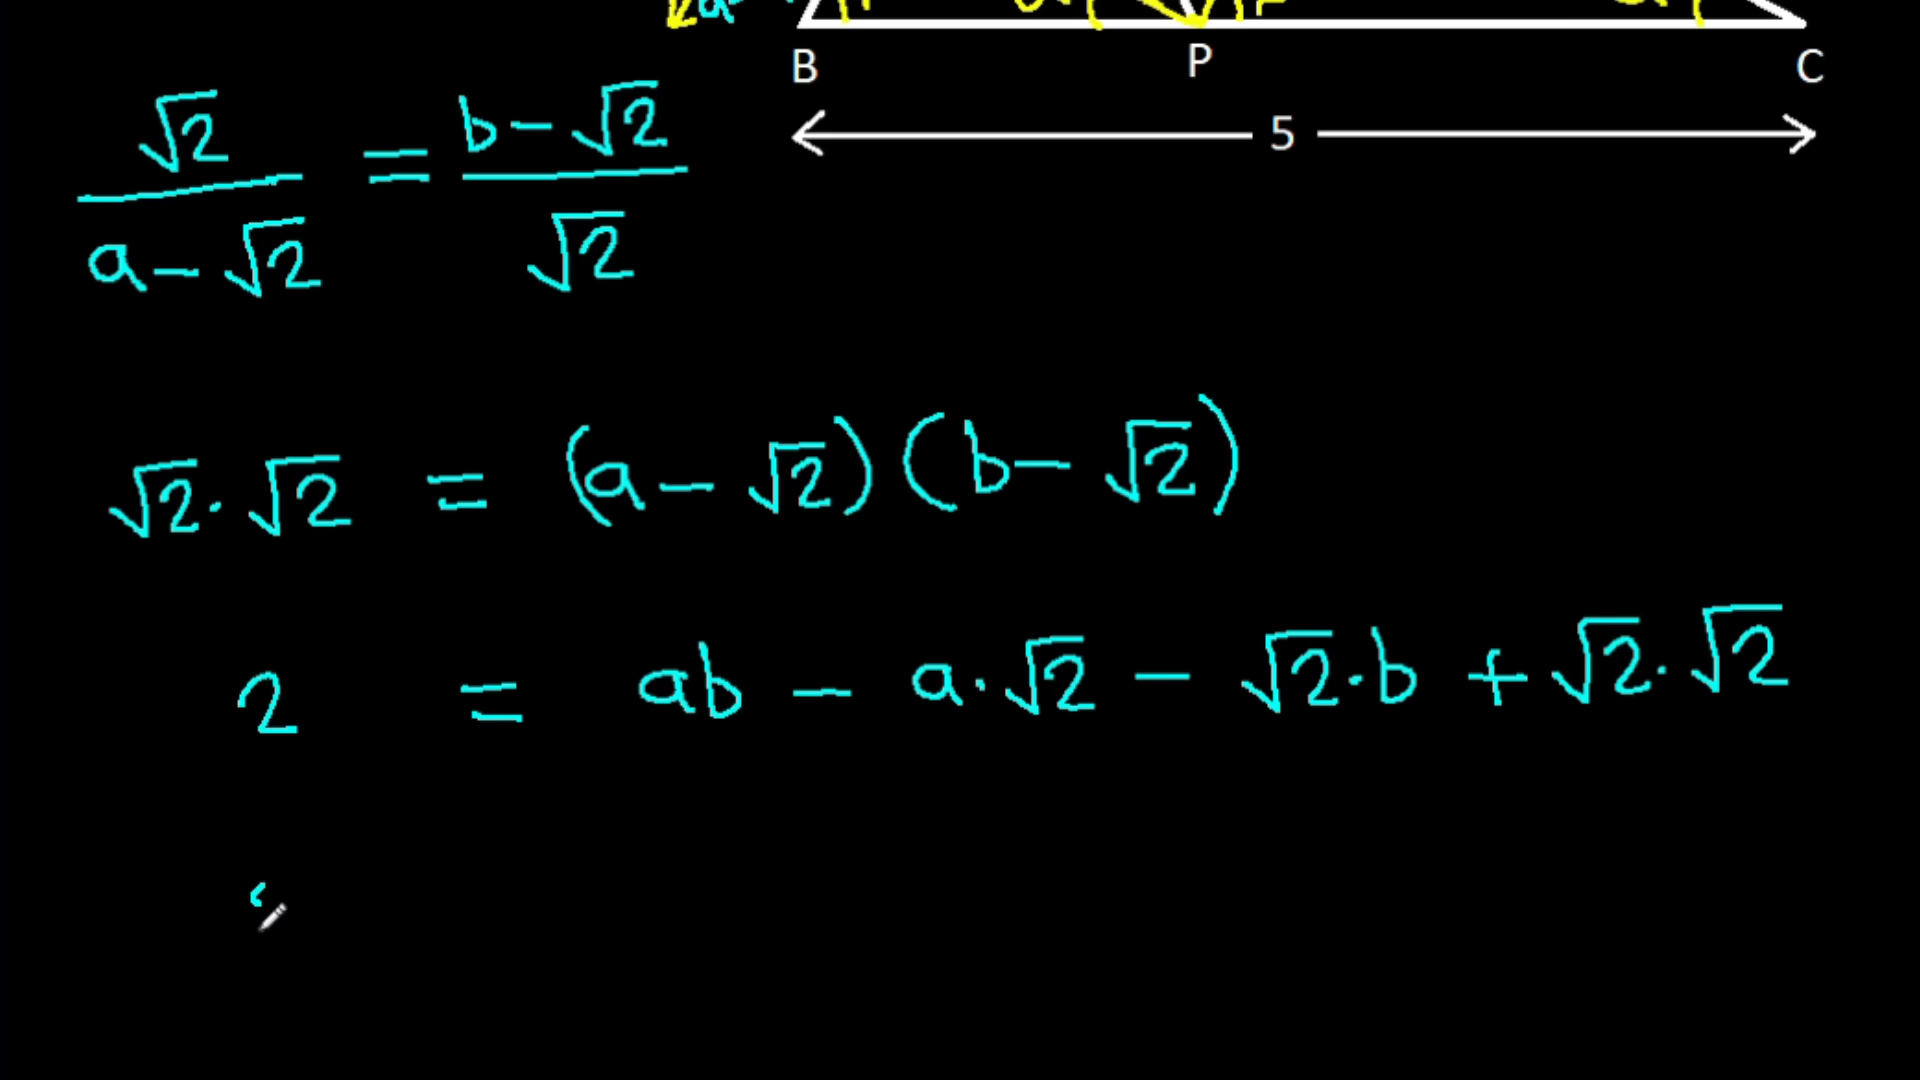 B P C
5
√2 / (a − √2) = (b − √2) / √2
√2 · √2 = (a − √2)(b − √2)
2 = ab − a·√2 − √2·b + √2·√2